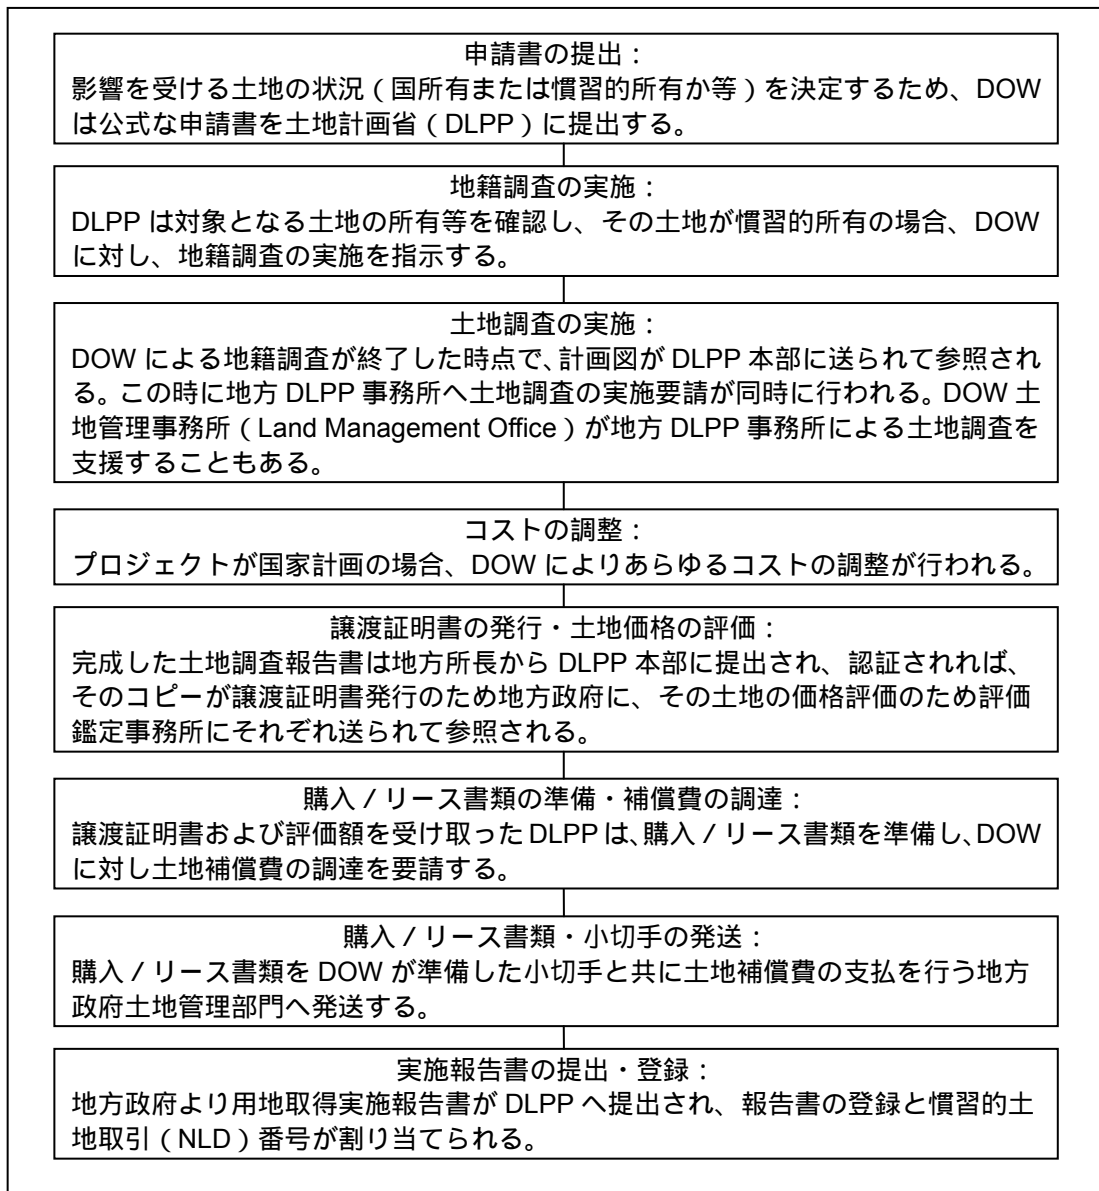 申請書の提出：
影響を受ける土地の状況（国所有または慣習的所有か等）を決定するため、DOW
は公式な申請書を土地計画省（DLPP）に提出する。
地籍調査の実施：
DLPP は対象となる土地の所有等を確認し、その土地が慣習的所有の場合、DOW
に対し、地籍調査の実施を指示する。
土地調査の実施：
DOW による地籍調査が終了した時点で、計画図が DLPP 本部に送られて参照され
る。この時に地方 DLPP 事務所へ土地調査の実施要請が同時に行われる。DOW 土
地管理事務所（Land Management Office）が地方 DLPP 事務所による土地調査を
支援することもある。
コストの調整：
プロジェクトが国家計画の場合、DOW によりあらゆるコストの調整が行われる。
譲渡証明書の発行・土地価格の評価：
完成した土地調査報告書は地方所長から DLPP 本部に提出され、認証されれば、
そのコピーが譲渡証明書発行のため地方政府に、その土地の価格評価のため評価
鑑定事務所にそれぞれ送られて参照される。
購入／リース書類の準備・補償費の調達：
譲渡証明書および評価額を受け取った DLPP は、購入／リース書類を準備し、DOW
に対し土地補償費の調達を要請する。
購入／リース書類・小切手の発送：
購入／リース書類を DOW が準備した小切手と共に土地補償費の支払を行う地方
政府土地管理部門へ発送する。
実施報告書の提出・登録：
地方政府より用地取得実施報告書が DLPP へ提出され、報告書の登録と慣習的土
地取引（NLD）番号が割り当てられる。